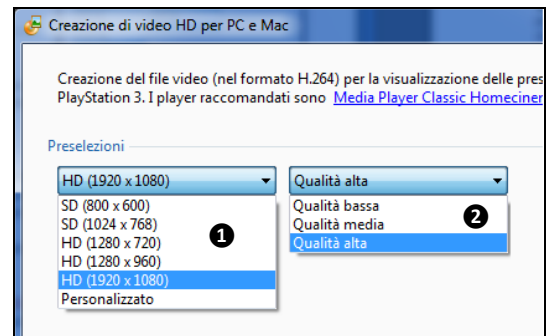 Creazione di video HD per PC e Mac
Creazione del file video (nel formato H.264) per la visualizzazione delle pres
PlayStation 3. I player raccomandati sono Media Player Classic Homeciner
Preselezioni
HD (1920 x 1080) Qualità alta
SD (800 x 600) Qualità bassa
SD (1024 x 768) Qualità media
HD (1280 x 720) Qualità alta
HD (1280 x 960)
HD (1920 x 1080)
Personalizzato
1
2